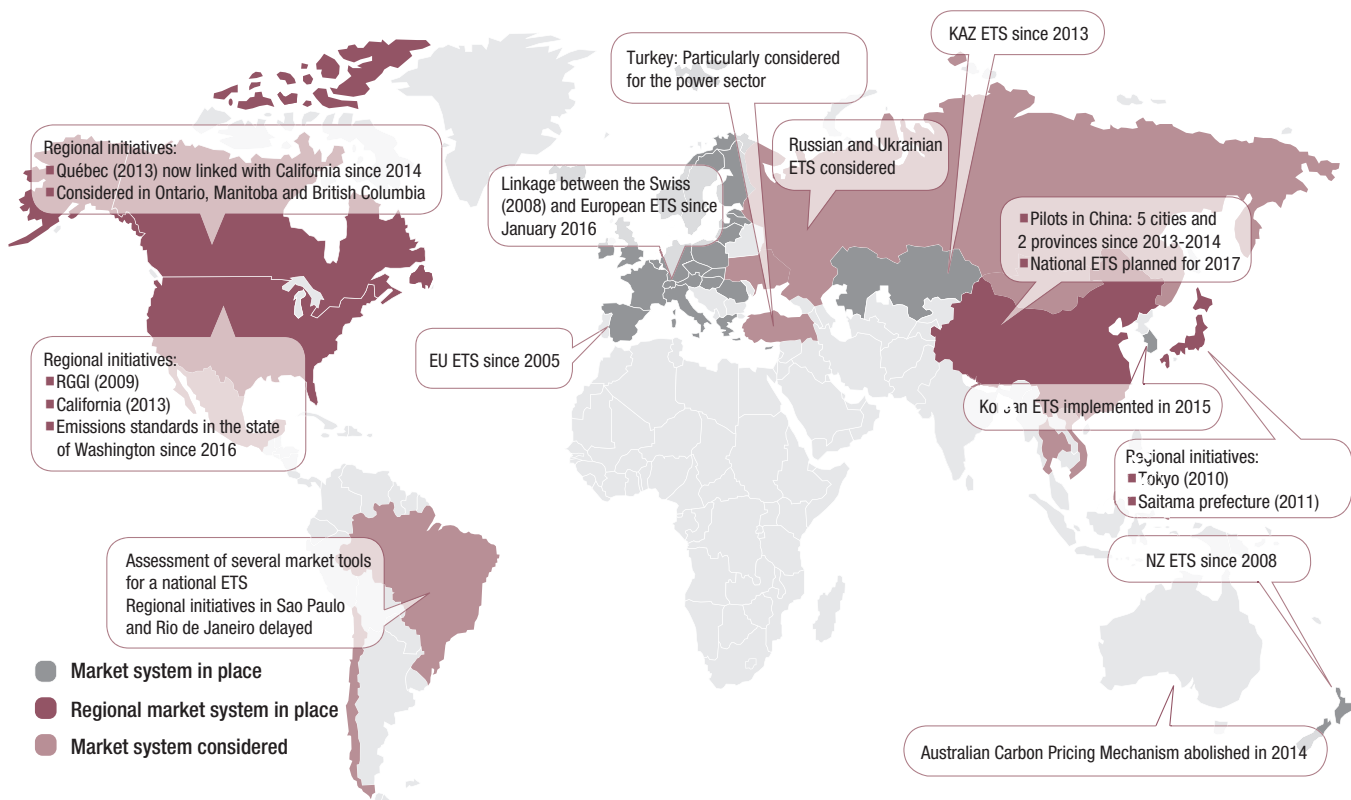 KAZ ETS since 2013
Turkey: Particularly considered
for the power sector
Regional initiatives:
Québec (2013) now linked with California since 2014
Considered in Ontario, Manitoba and British Columbia
Russian and Ukrainian
ETS considered
Linkage between the Swiss
(2008) and European ETS since
January 2016
Pilots in China: 5 cities and
2 provinces since 2013-2014
National ETS planned for 2017
EU ETS since 2005
Regional initiatives:
RGGI (2009)
California (2013)
Emissions standards in the state
of Washington since 2016
Korean ETS implemented in 2015
Regional initiatives:
Tokyo (2010)
Saitama prefecture (2011)
Assessment of several market tools
for a national ETS
Regional initiatives in Sao Paulo
and Rio de Janeiro delayed
NZ ETS since 2008
Market system in place
Regional market system in place
Market system considered
Australian Carbon Pricing Mechanism abolished in 2014